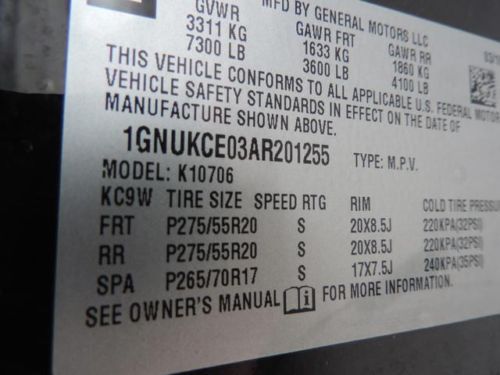 MFD BY GENERAL MOTORS LLC
GVWR GAWR FRT GAWR RR
3311 KG 1633 KG 1860 KG
7300 LB 3600 LB 4100 LB
THIS VEHICLE CONFORMS TO ALL APPLICABLE U.S. FEDERAL MOTOR
VEHICLE SAFETY STANDARDS IN EFFECT ON THE DATE OF
MANUFACTURE SHOWN ABOVE.
1GNUKCE03AR201255 TYPE: M.P.V.
MODEL: K10706
KC9W TIRE SIZE SPEED RTG RIM COLD TIRE
FRT P275/55R20 S 20X8.5J 220KPA(32PSI)
RR P275/55R20 S 20X8.5J 220KPA(32PSI)
SPA P265/70R17 S 17X7.5J 240KPA(35PSI)
SEE OWNER'S MANUAL FOR MORE INFORMATION.